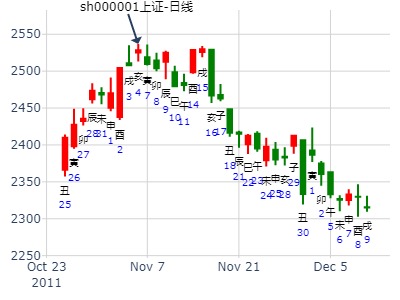 sh000001上证-日线
2550
2500
2450
2400
2350
2300
2250
丑
25
寅
26
卯
27
辰
28
未
31
申
1
酉
2
戌
3
亥
4
寅
7
卯
8
辰
9
巳
10
午
11
酉
14
戌
15
亥
16
子
17
丑
18
辰
21
巳
22
午
23
未
24
申
25
亥
28
子
29
丑
30
寅
1
卯
2
午
5
未
6
申
7
酉
8
戌
9
Oct 23
2011
Nov 7
Nov 21
Dec 5